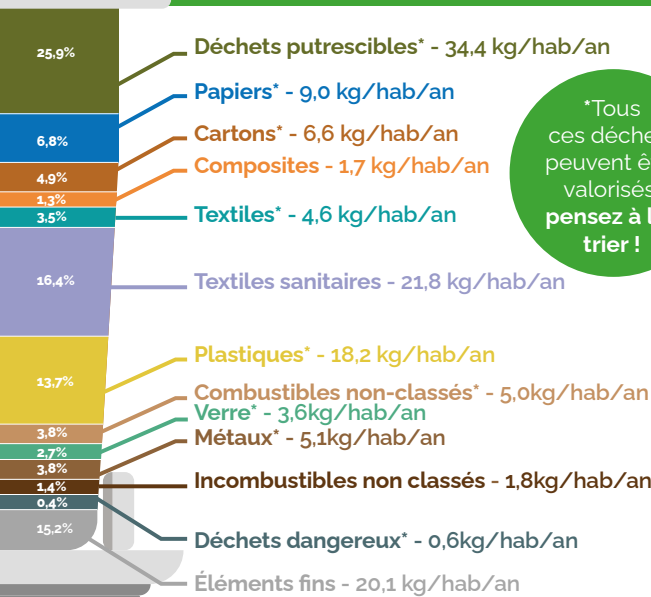 25,9%
Déchets putrescibles* - 34,4 kg/hab/an
6,8%
Papiers* - 9,0 kg/hab/an
4,9%
Cartons* - 6,6 kg/hab/an
1,3%
Composites - 1,7 kg/hab/an
3,5%
Textiles* - 4,6 kg/hab/an
16,4%
Textiles sanitaires - 21,8 kg/hab/an
13,7%
Plastiques* - 18,2 kg/hab/an
3,8%
Combustibles non-classés* - 5,0kg/hab/an
2,7%
Verre* - 3,6kg/hab/an
3,8%
Métaux* - 5,1kg/hab/an
1,4%
Incombustibles non classés - 1,8kg/hab/an
0,4%
Déchets dangereux* - 0,6kg/hab/an
15,2%
Éléments fins - 20,1 kg/hab/an
*Tous
ces
peuvent
valorisés
pensez à
trier !